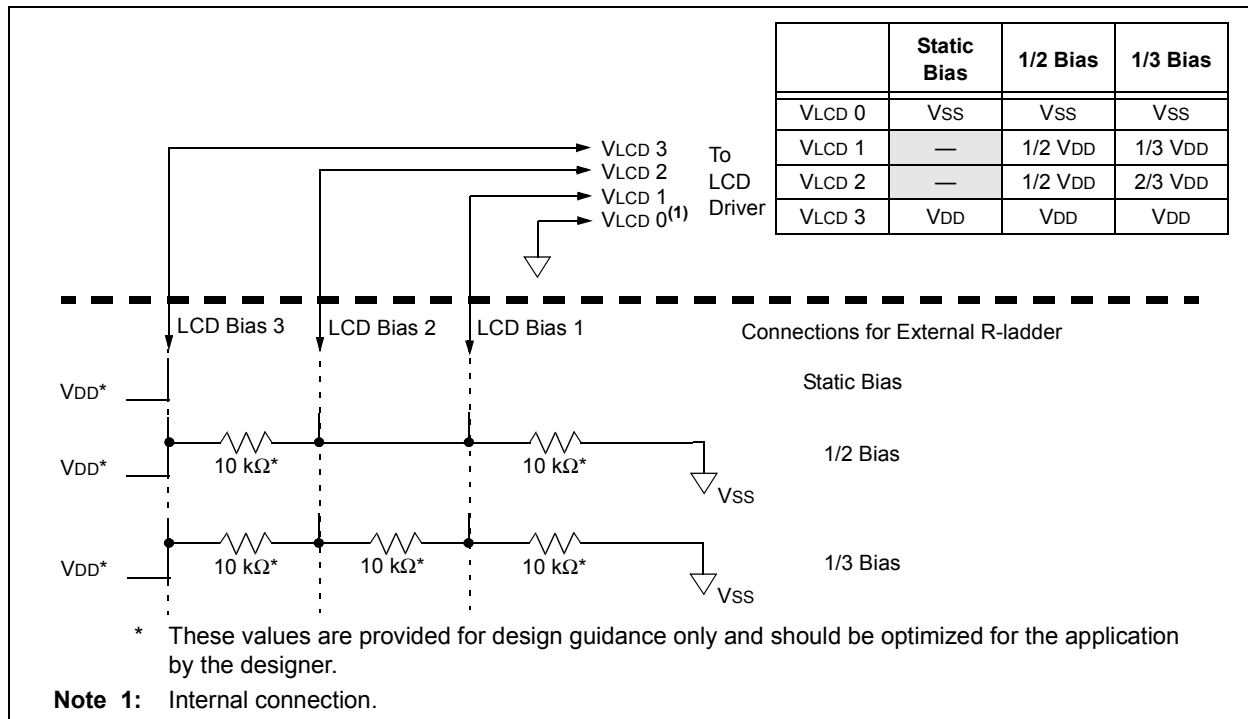 Static Bias 1/2 Bias 1/3 Bias
VLCD 0 VSS VSS VSS
VLCD 1 — 1/2 VDD 1/3 VDD
VLCD 2 — 1/2 VDD 2/3 VDD
VLCD 3 VDD VDD VDD
VLCD 3
VLCD 2
VLCD 1
VLCD 0(1)
To
LCD
Driver
LCD Bias 3 LCD Bias 2 LCD Bias 1 Connections for External R-ladder
VDD* Static Bias
VDD* 10 kΩ* 10 kΩ* VSS 1/2 Bias
VDD* 10 kΩ* 10 kΩ* 10 kΩ* VSS 1/3 Bias
* These values are provided for design guidance only and should be optimized for the application
by the designer.
Note 1: Internal connection.